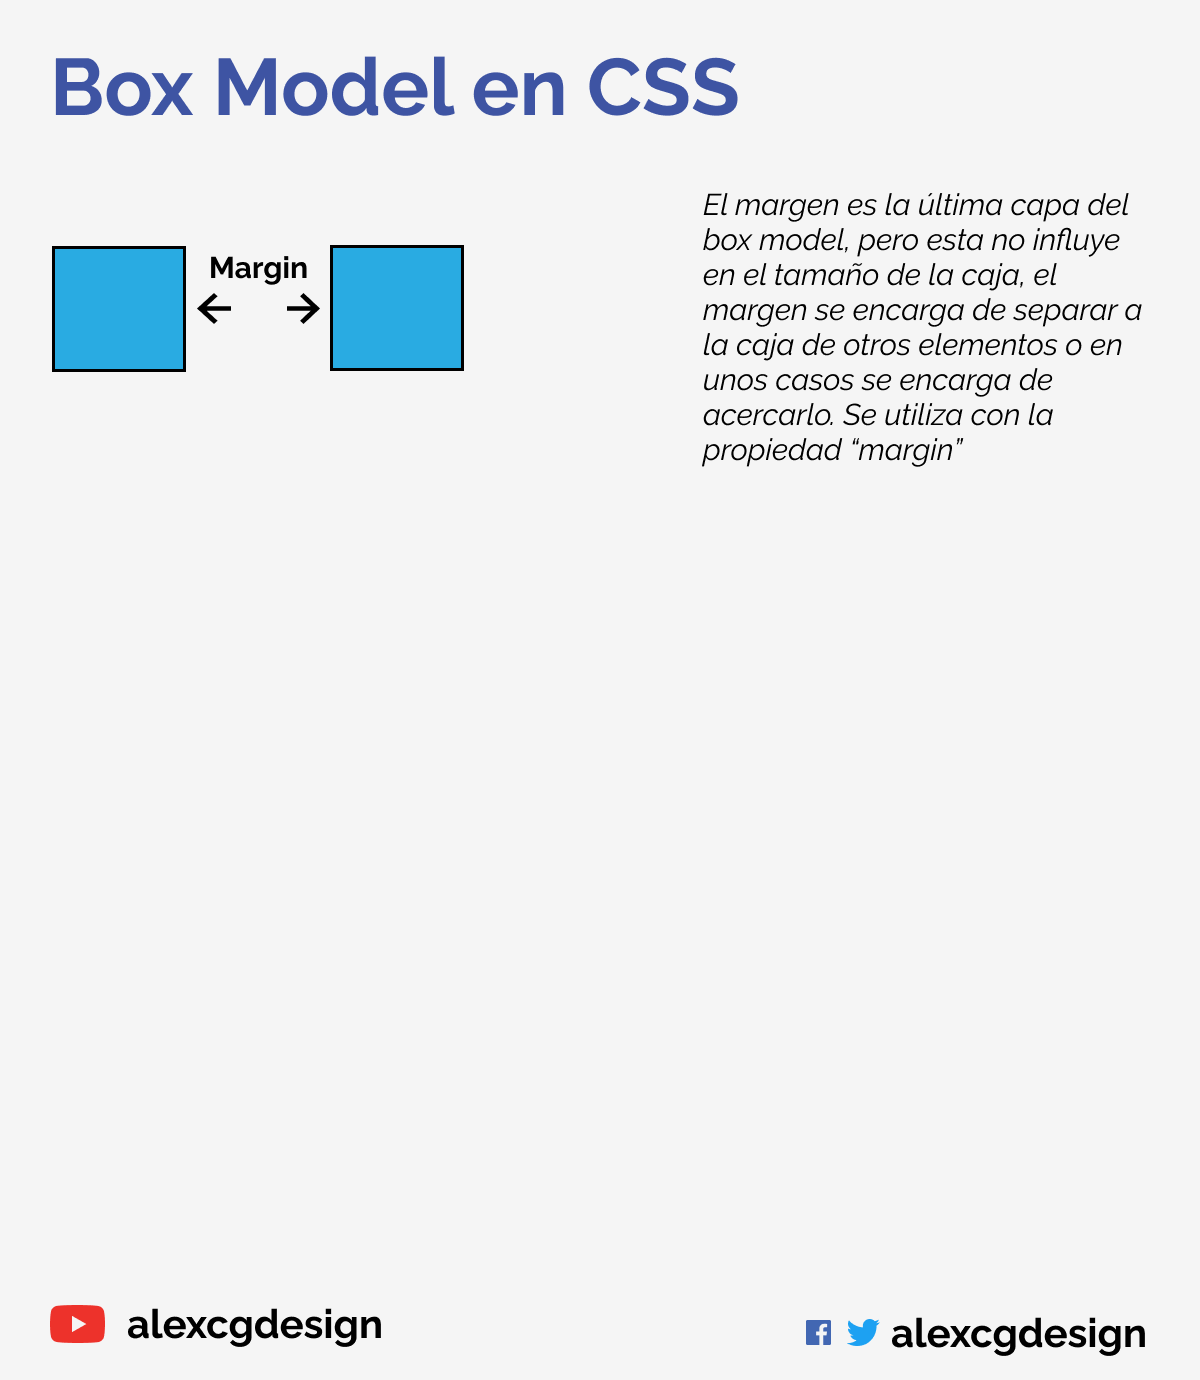 Box Model en CSS
Margin
El margen es la última capa del
box model, pero esta no influye
en el tamaño de la caja, el
margen se encarga de separar a
la caja de otros elementos o en
unos casos se encarga de
acercarlo. Se utiliza con la
propiedad “margin”
alexcgdesign
alexcgdesign